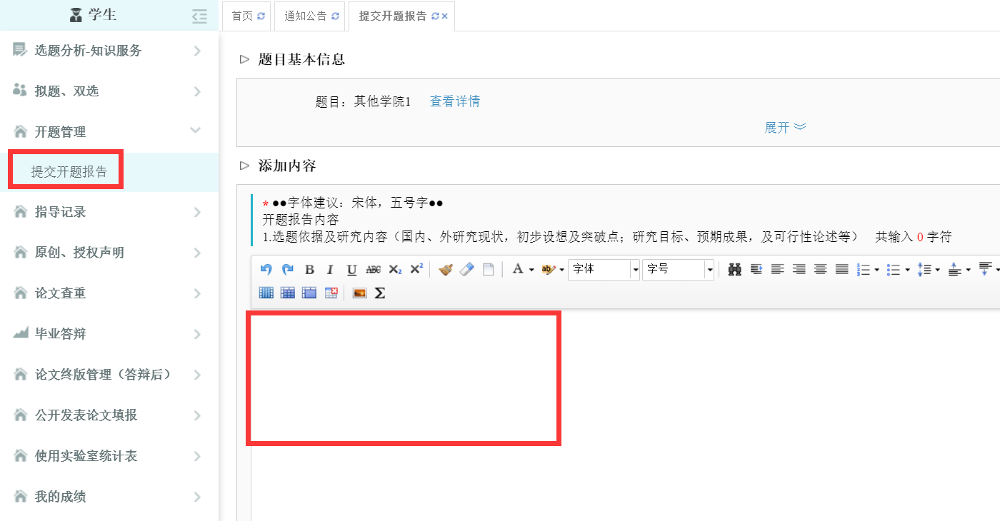 学生
选题分析-知识服务
拟题、双选
开题管理
提交开题报告
指导记录
原创、授权声明
论文查重
毕业答辩
论文终版管理（答辩后）
公开发表论文填报
使用实验室统计表
我的成绩
首页 通知公告 提交开题报告
题目基本信息
题目：其他学院1 查看详情
展开
添加内容
* ●●字体建议：宋体，五号字●●
开题报告内容
1.选题依据及研究内容（国内、外研究现状，初步设想及突破点；研究目标、预期成果，及可行性论述等） 共输入 0 字符
B I U ABC X₂ X² A ab 字体 字号
Σ